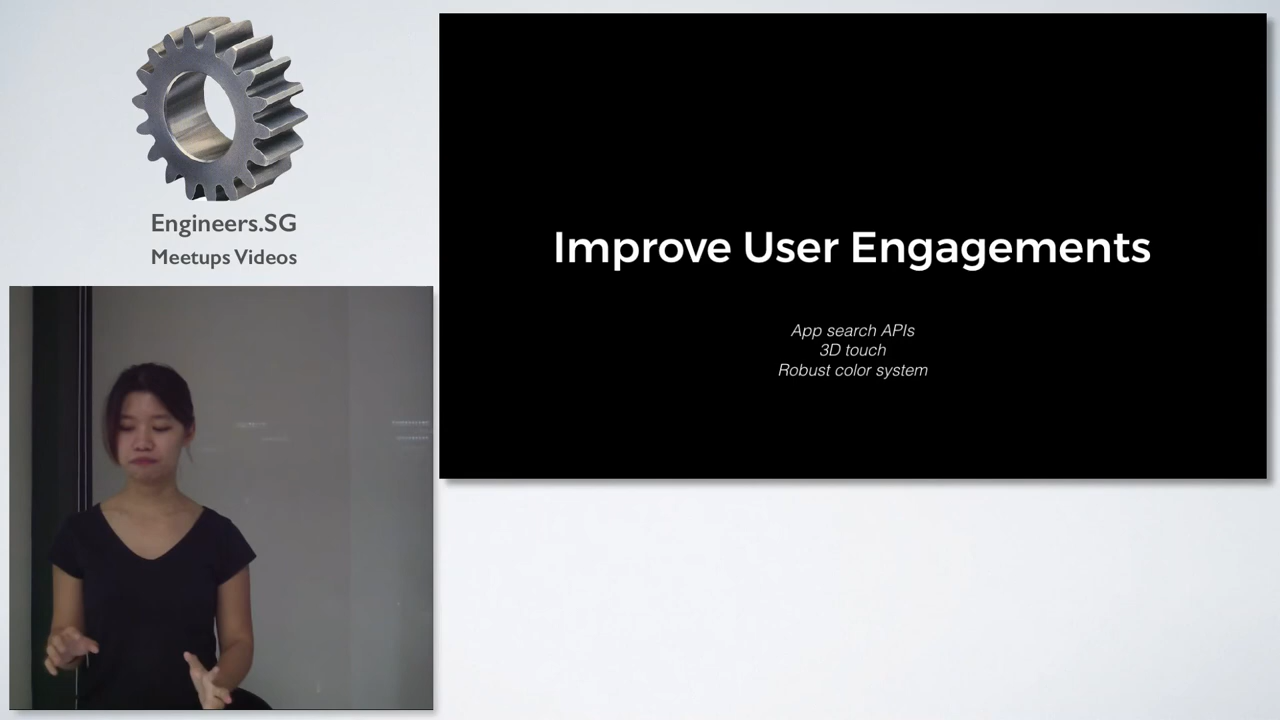 Engineers.SG
Meetups Videos
Improve User Engagements
App search APIs
3D touch
Robust color system